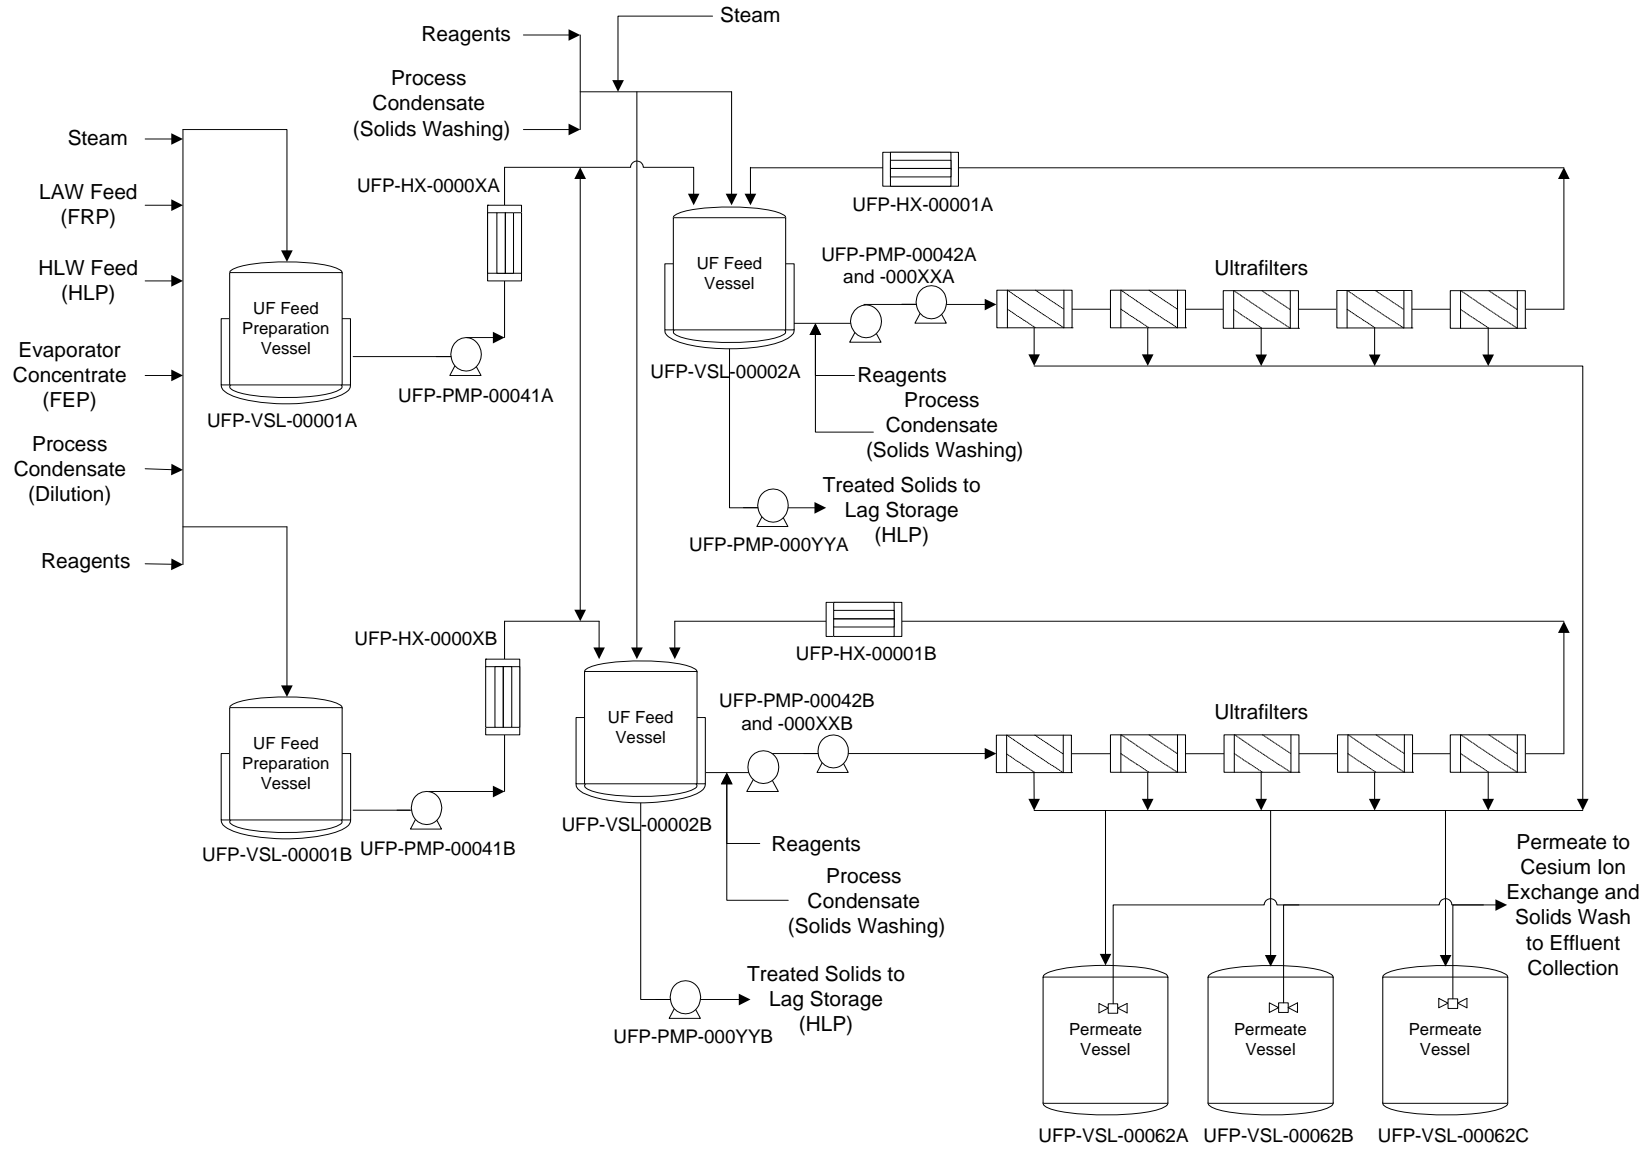 Steam
Reagents
Process
Condensate
(Solids Washing)
Steam
LAW Feed
(FRP)
HLW Feed
(HLP)
Evaporator
Concentrate
(FEP)
Process
Condensate
(Dilution)
Reagents
UF Feed
Preparation
Vessel
UFP-VSL-00001A
UFP-PMP-00041A
UFP-HX-0000XA
UF Feed
Vessel
UFP-VSL-00002A
UFP-HX-00001A
UFP-PMP-00042A
and -000XXA
Ultrafilters
Reagents
Process
Condensate
(Solids Washing)
Treated Solids to
Lag Storage
(HLP)
UFP-PMP-000YYA
UFP-HX-0000XB
UF Feed
Preparation
Vessel
UFP-VSL-00001B
UFP-PMP-00041B
UF Feed
Vessel
UFP-VSL-00002B
UFP-HX-00001B
UFP-PMP-00042B
and -000XXB
Ultrafilters
Reagents
Process
Condensate
(Solids Washing)
Treated Solids to
Lag Storage
(HLP)
UFP-PMP-000YYB
Permeate to
Cesium Ion
Exchange and
Solids Wash
to Effluent
Collection
Permeate
Vessel
Permeate
Vessel
Permeate
Vessel
UFP-VSL-00062A
UFP-VSL-00062B
UFP-VSL-00062C